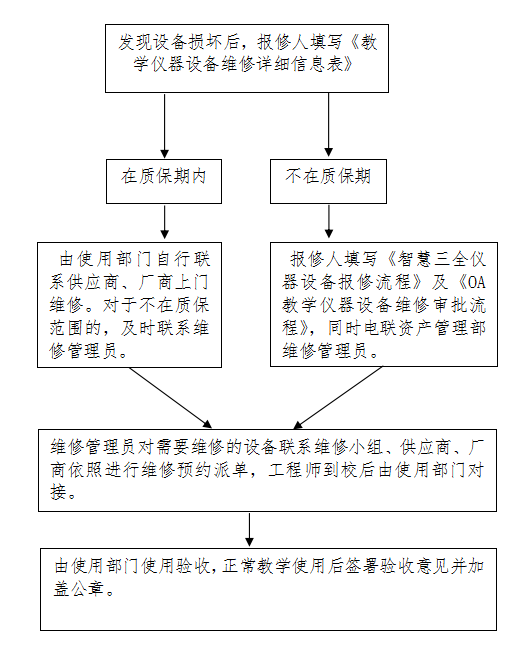 发现设备损坏后，报修人填写《教
学仪器设备维修详细信息表》
在质保期内
不在质保期
由使用部门自行联
系供应商、厂商上门
维修。对于不在质保
范围的，及时联系维
修管理员。
报修人填写《智慧三全仪
器设备报修流程》及《OA
教学仪器设备维修审批流
程》，同时电联资产管理部
维修管理员。
维修管理员对需要维修的设备联系维修小组、供应商、厂
商依照进行维修预约派单，工程师到校后由使用部门对
接。
由使用部门使用验收，正常教学使用后签署验收意见并加
盖公章。